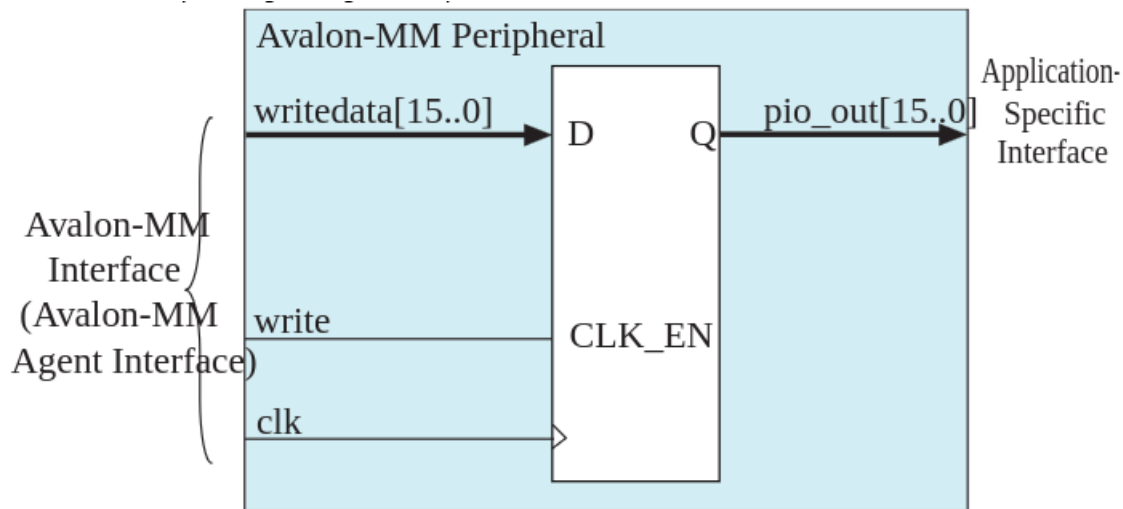 Avalon-MM Peripheral
Application-
Specific
Interface
writedata[15..0]
pio_out[15..0]
D
Q
Avalon-MM
Interface
(Avalon-MM
Agent Interface)
write
CLK_EN
clk